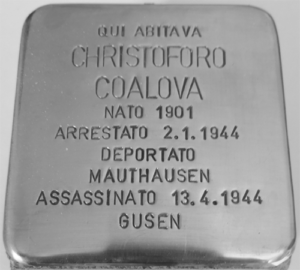 QUI ABITAVA
CHRISTOFORO
COALOVA
NATO 1901
ARRESTATO 2.1.1944
DEPORTATO
MAUTHAUSEN
ASSASSINATO 13.4.1944
GUSEN